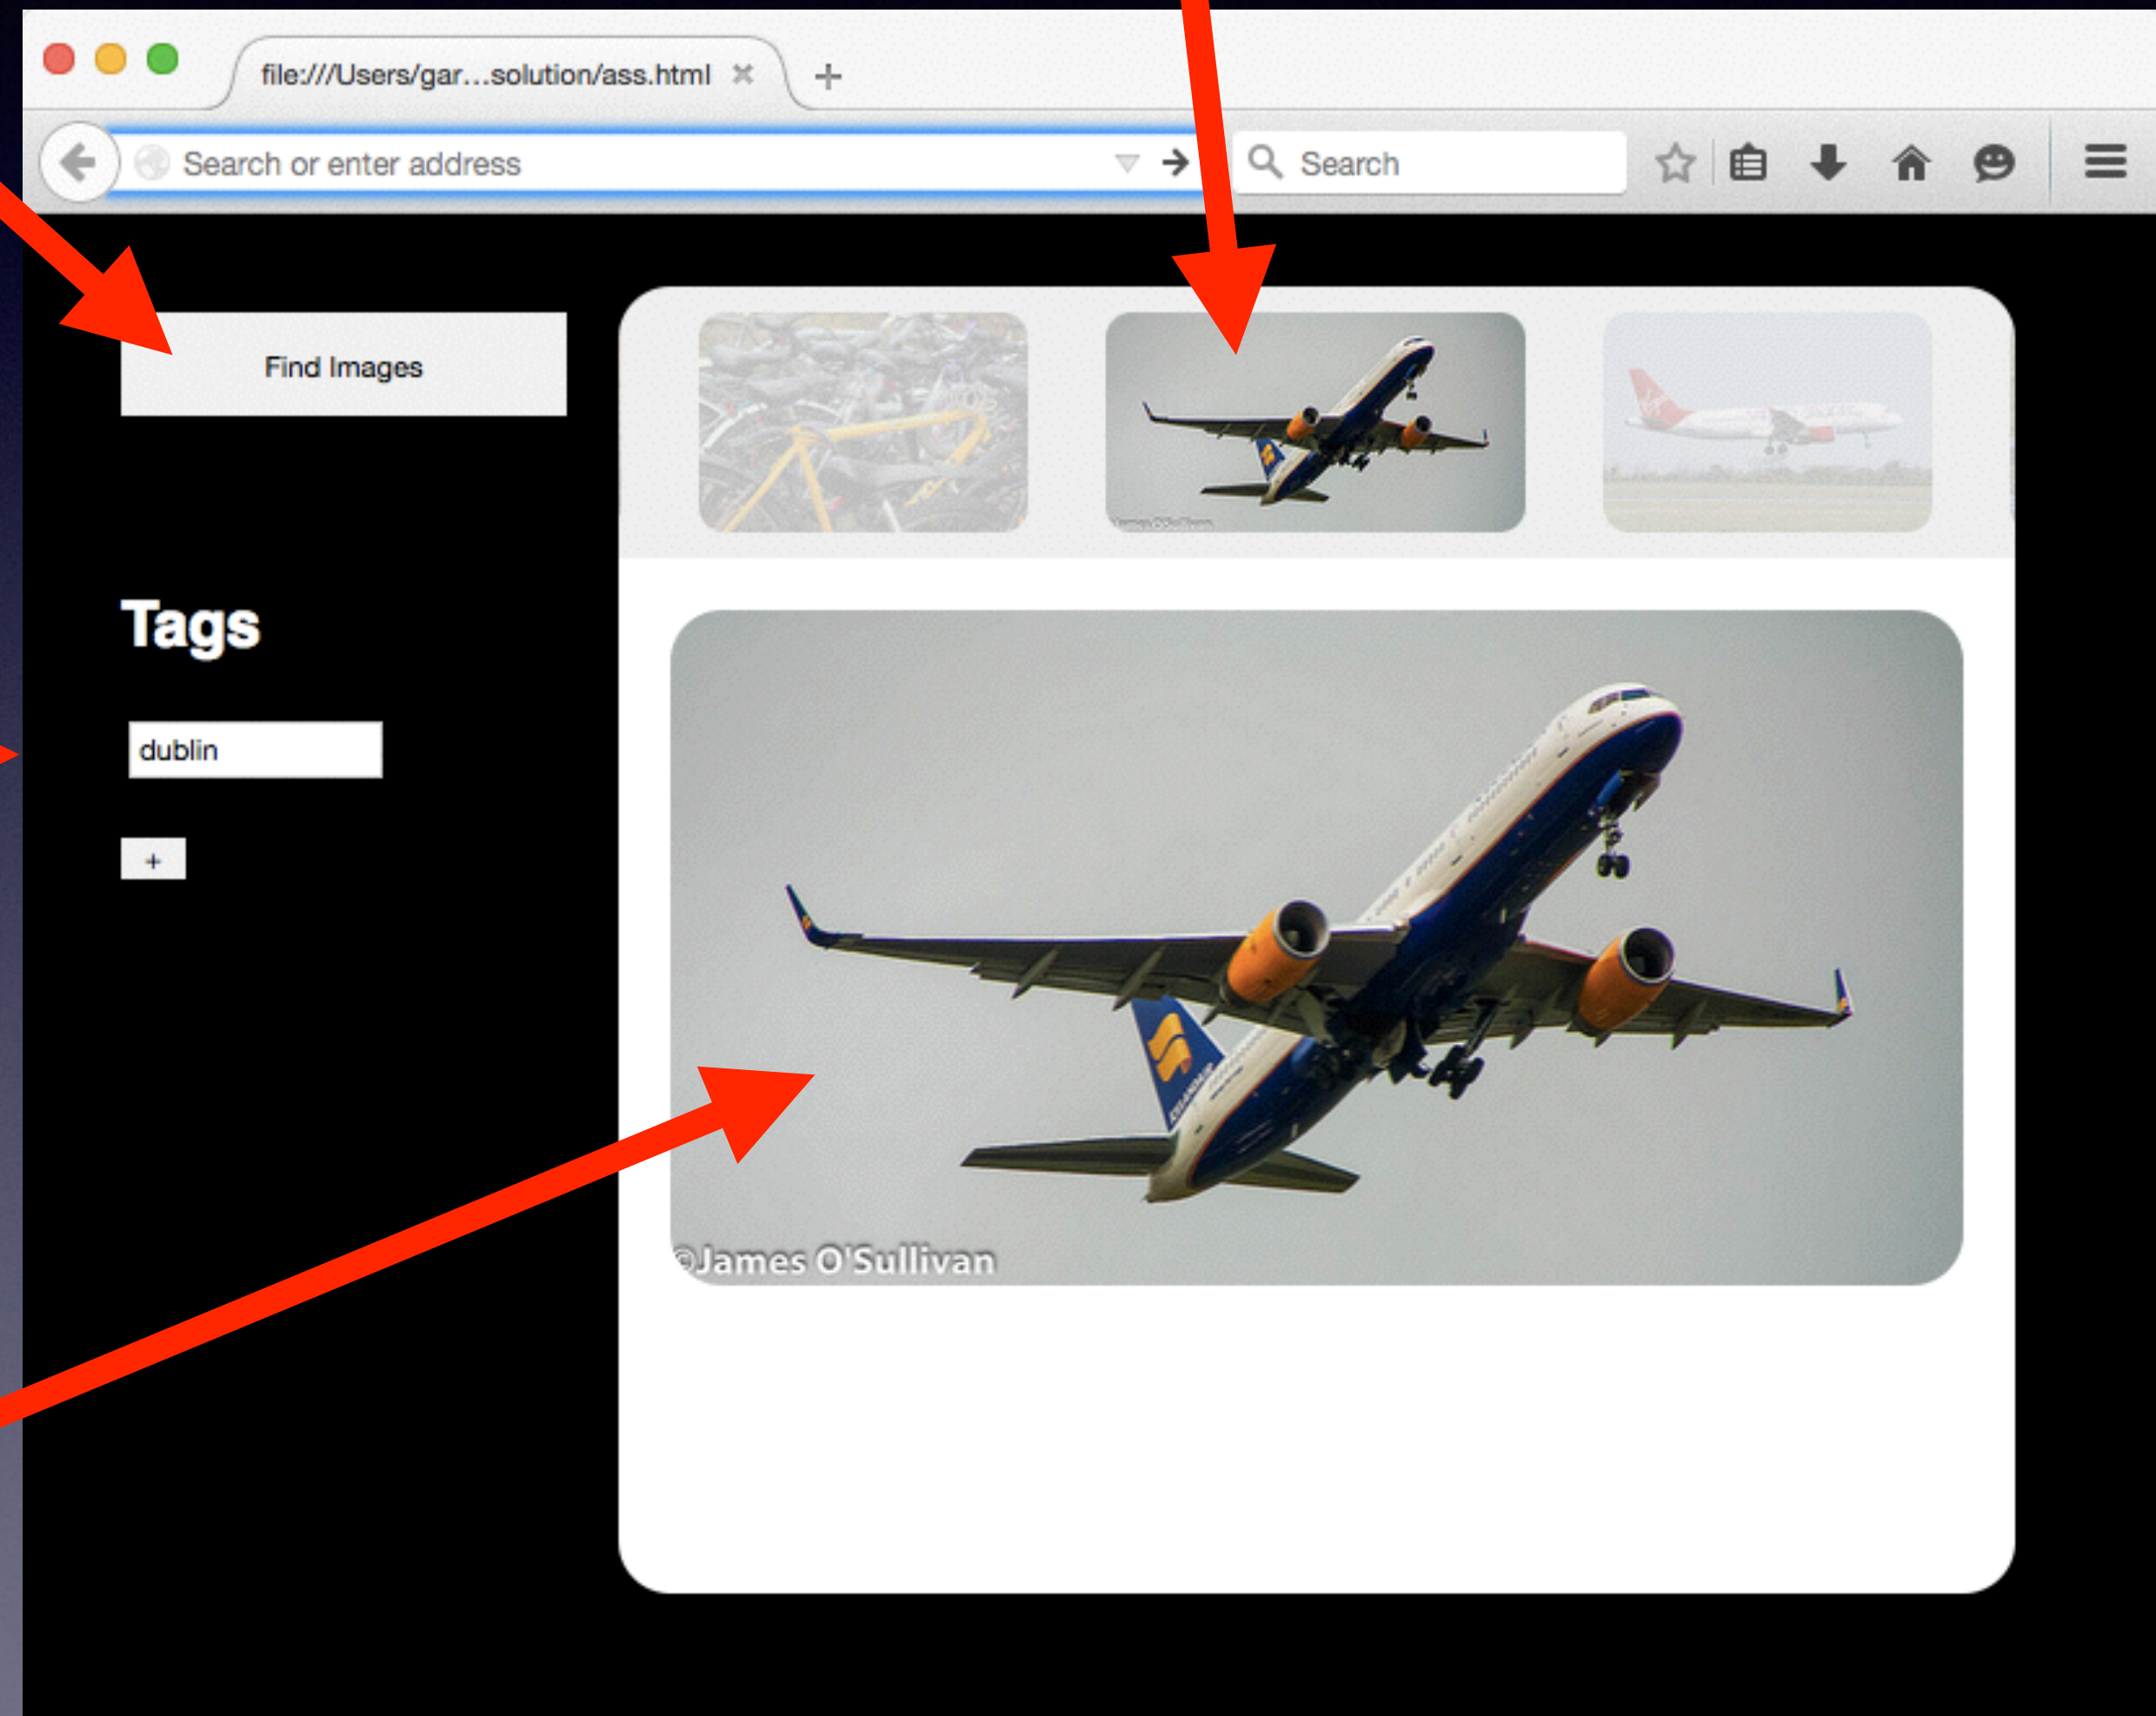 file:///Users/gar...solution/ass.html
Search or enter address
Search
Find Images
Tags
dublin
+
©James O'Sullivan